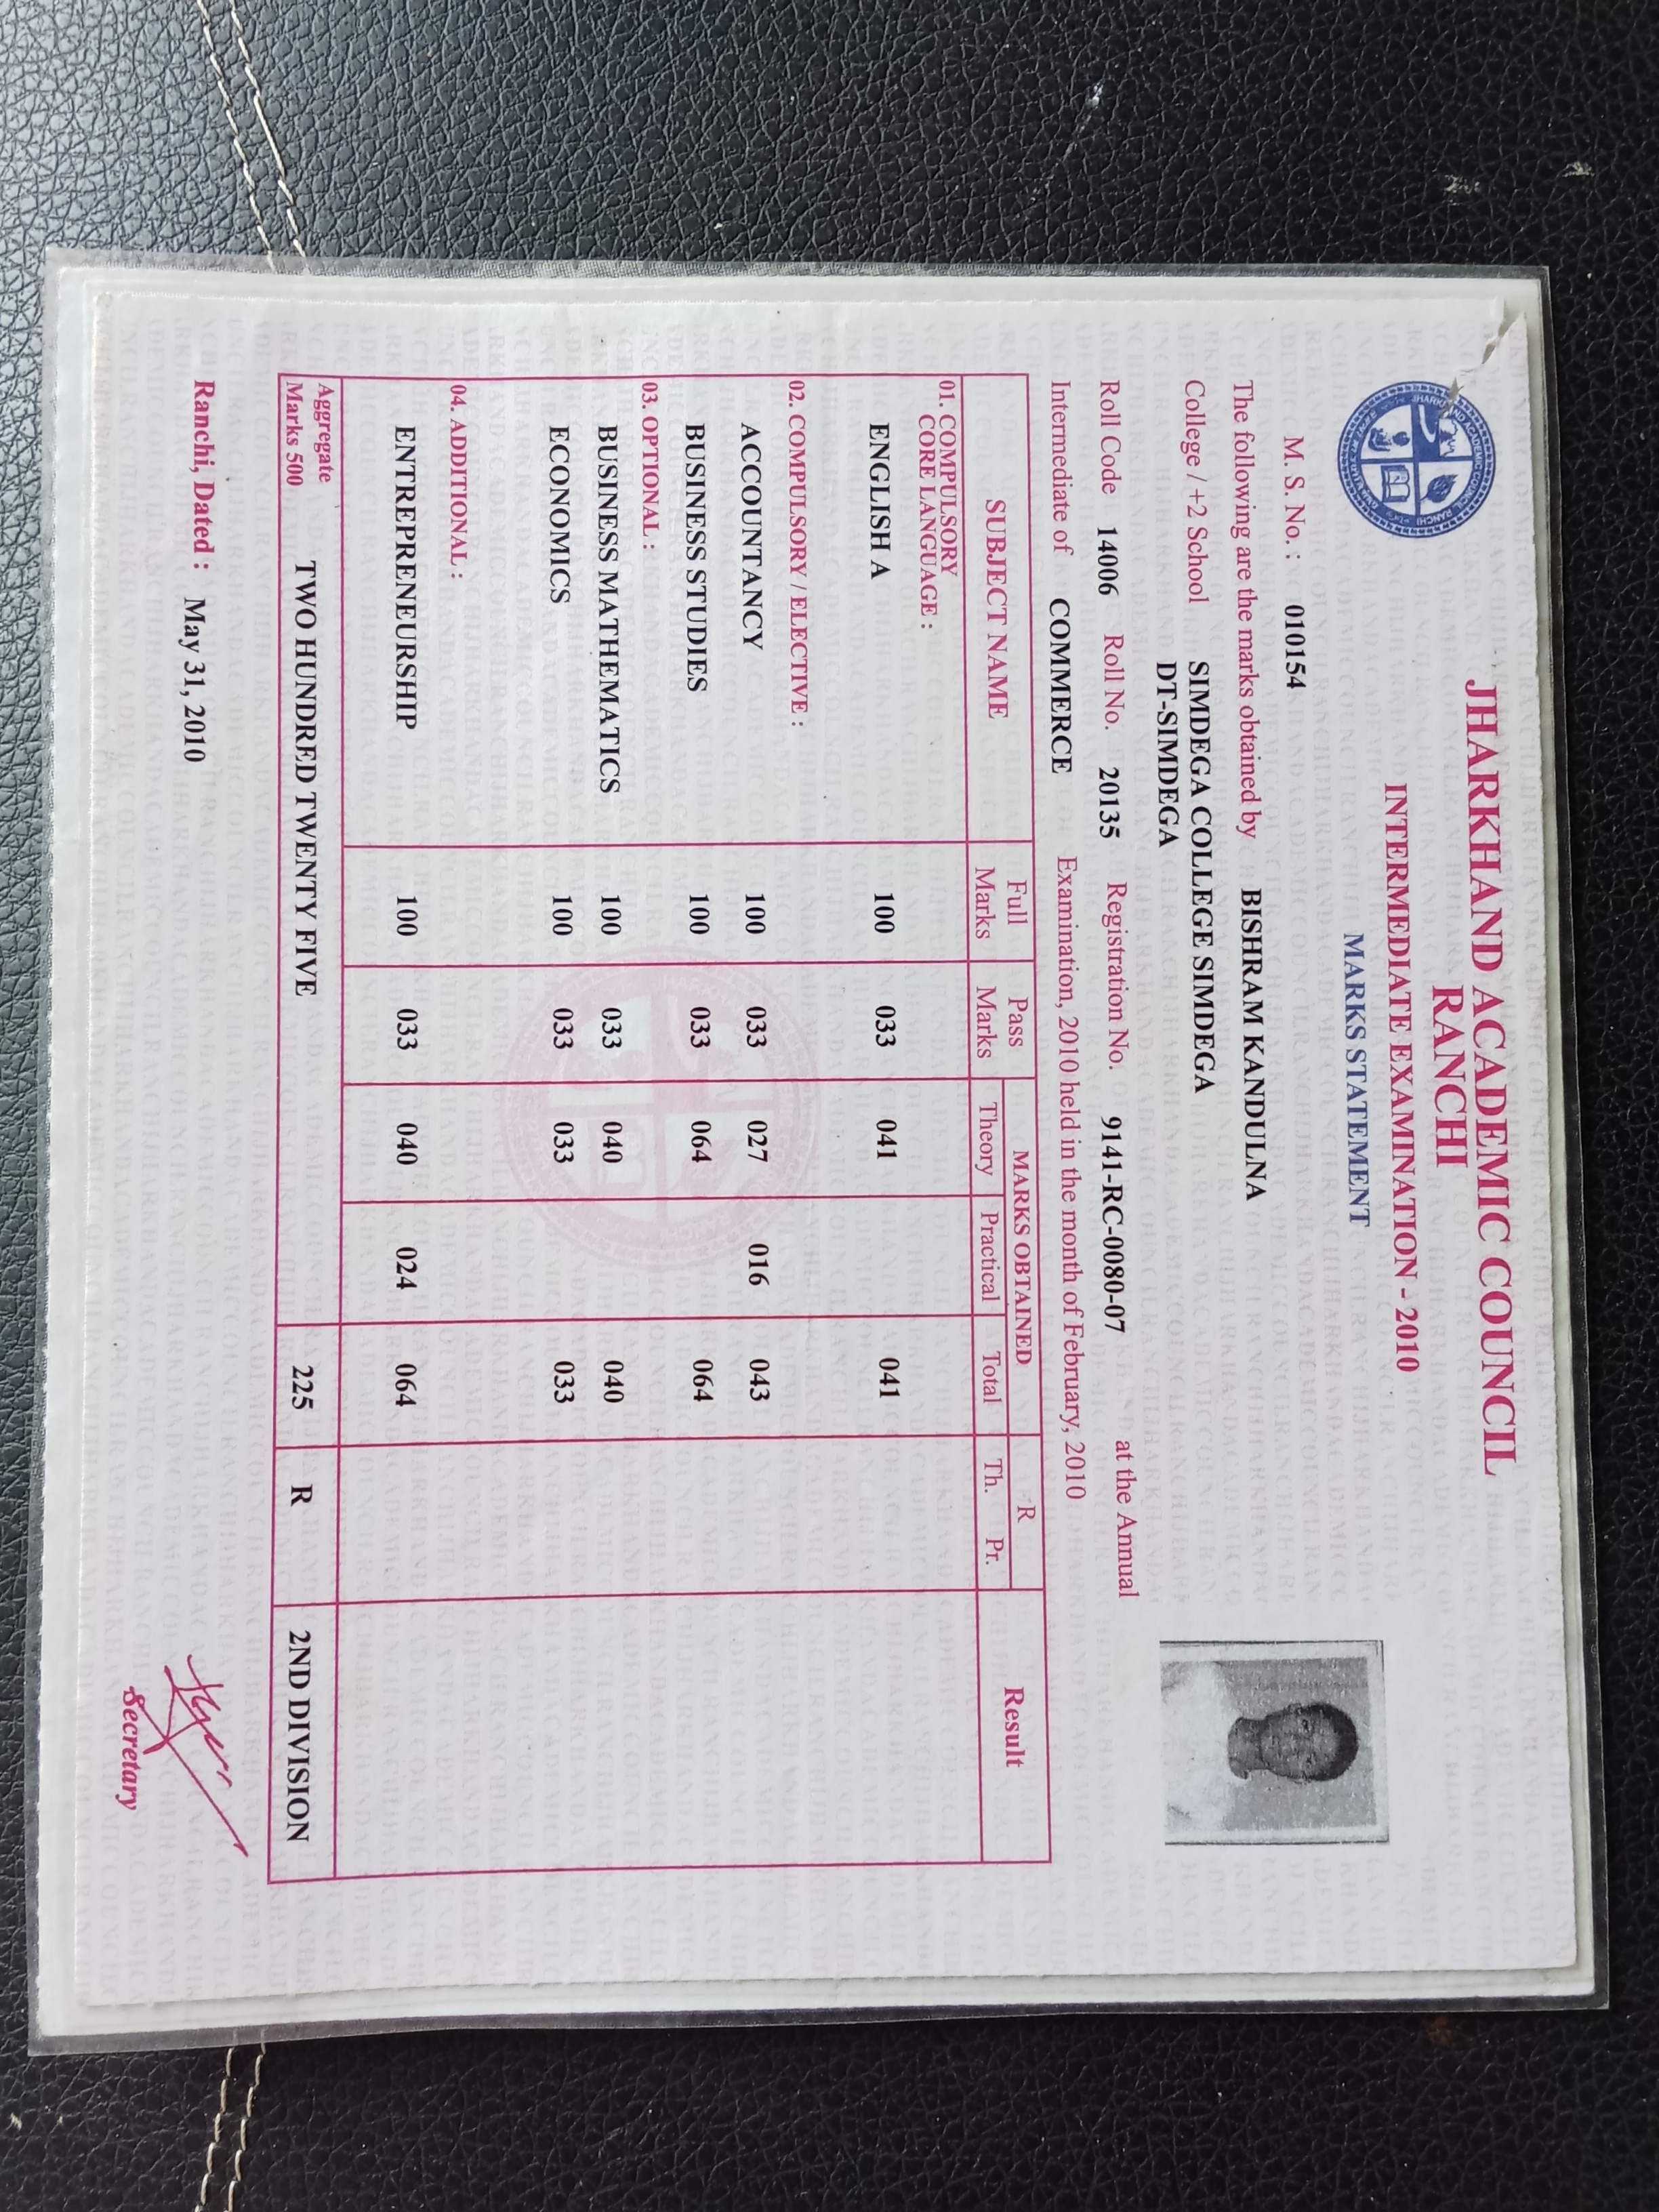 JHARKHAND ACADEMIC COUNCIL
RANCHI
INTERMEDIATE EXAMINATION - 2010
MARKS STATEMENT
M. S. No. : 010154
The following are the marks obtained by BISHRAM KANDULNA
College / +2 School SIMDEGA COLLEGE SIMDEGA
DT-SIMDEGA
Roll Code 14006 Roll No. 20135 Registration No. 9141-RC-0080-07 at the Annual
Intermediate of COMMERCE Examination, 2010 held in the month of February, 2010
SUBJECT NAME Full Marks Pass Marks MARKS OBTAINED R Result
Theory Practical Total Th. Pr.
01. COMPULSORY
CORE LANGUAGE :
ENGLISH A 100 033 041 041
02. COMPULSORY / ELECTIVE :
ACCOUNTANCY 100 033 027 016 043
BUSINESS STUDIES 100 033 064 064
03. OPTIONAL :
BUSINESS MATHEMATICS 100 033 040 040
ECONOMICS 100 033 033 033
04. ADDITIONAL :
ENTREPRENEURSHIP 100 033 040 024 064
Aggregate
Marks 500 TWO HUNDRED TWENTY FIVE 225 R 2ND DIVISION
Ranchi, Dated : May 31, 2010
Secretary